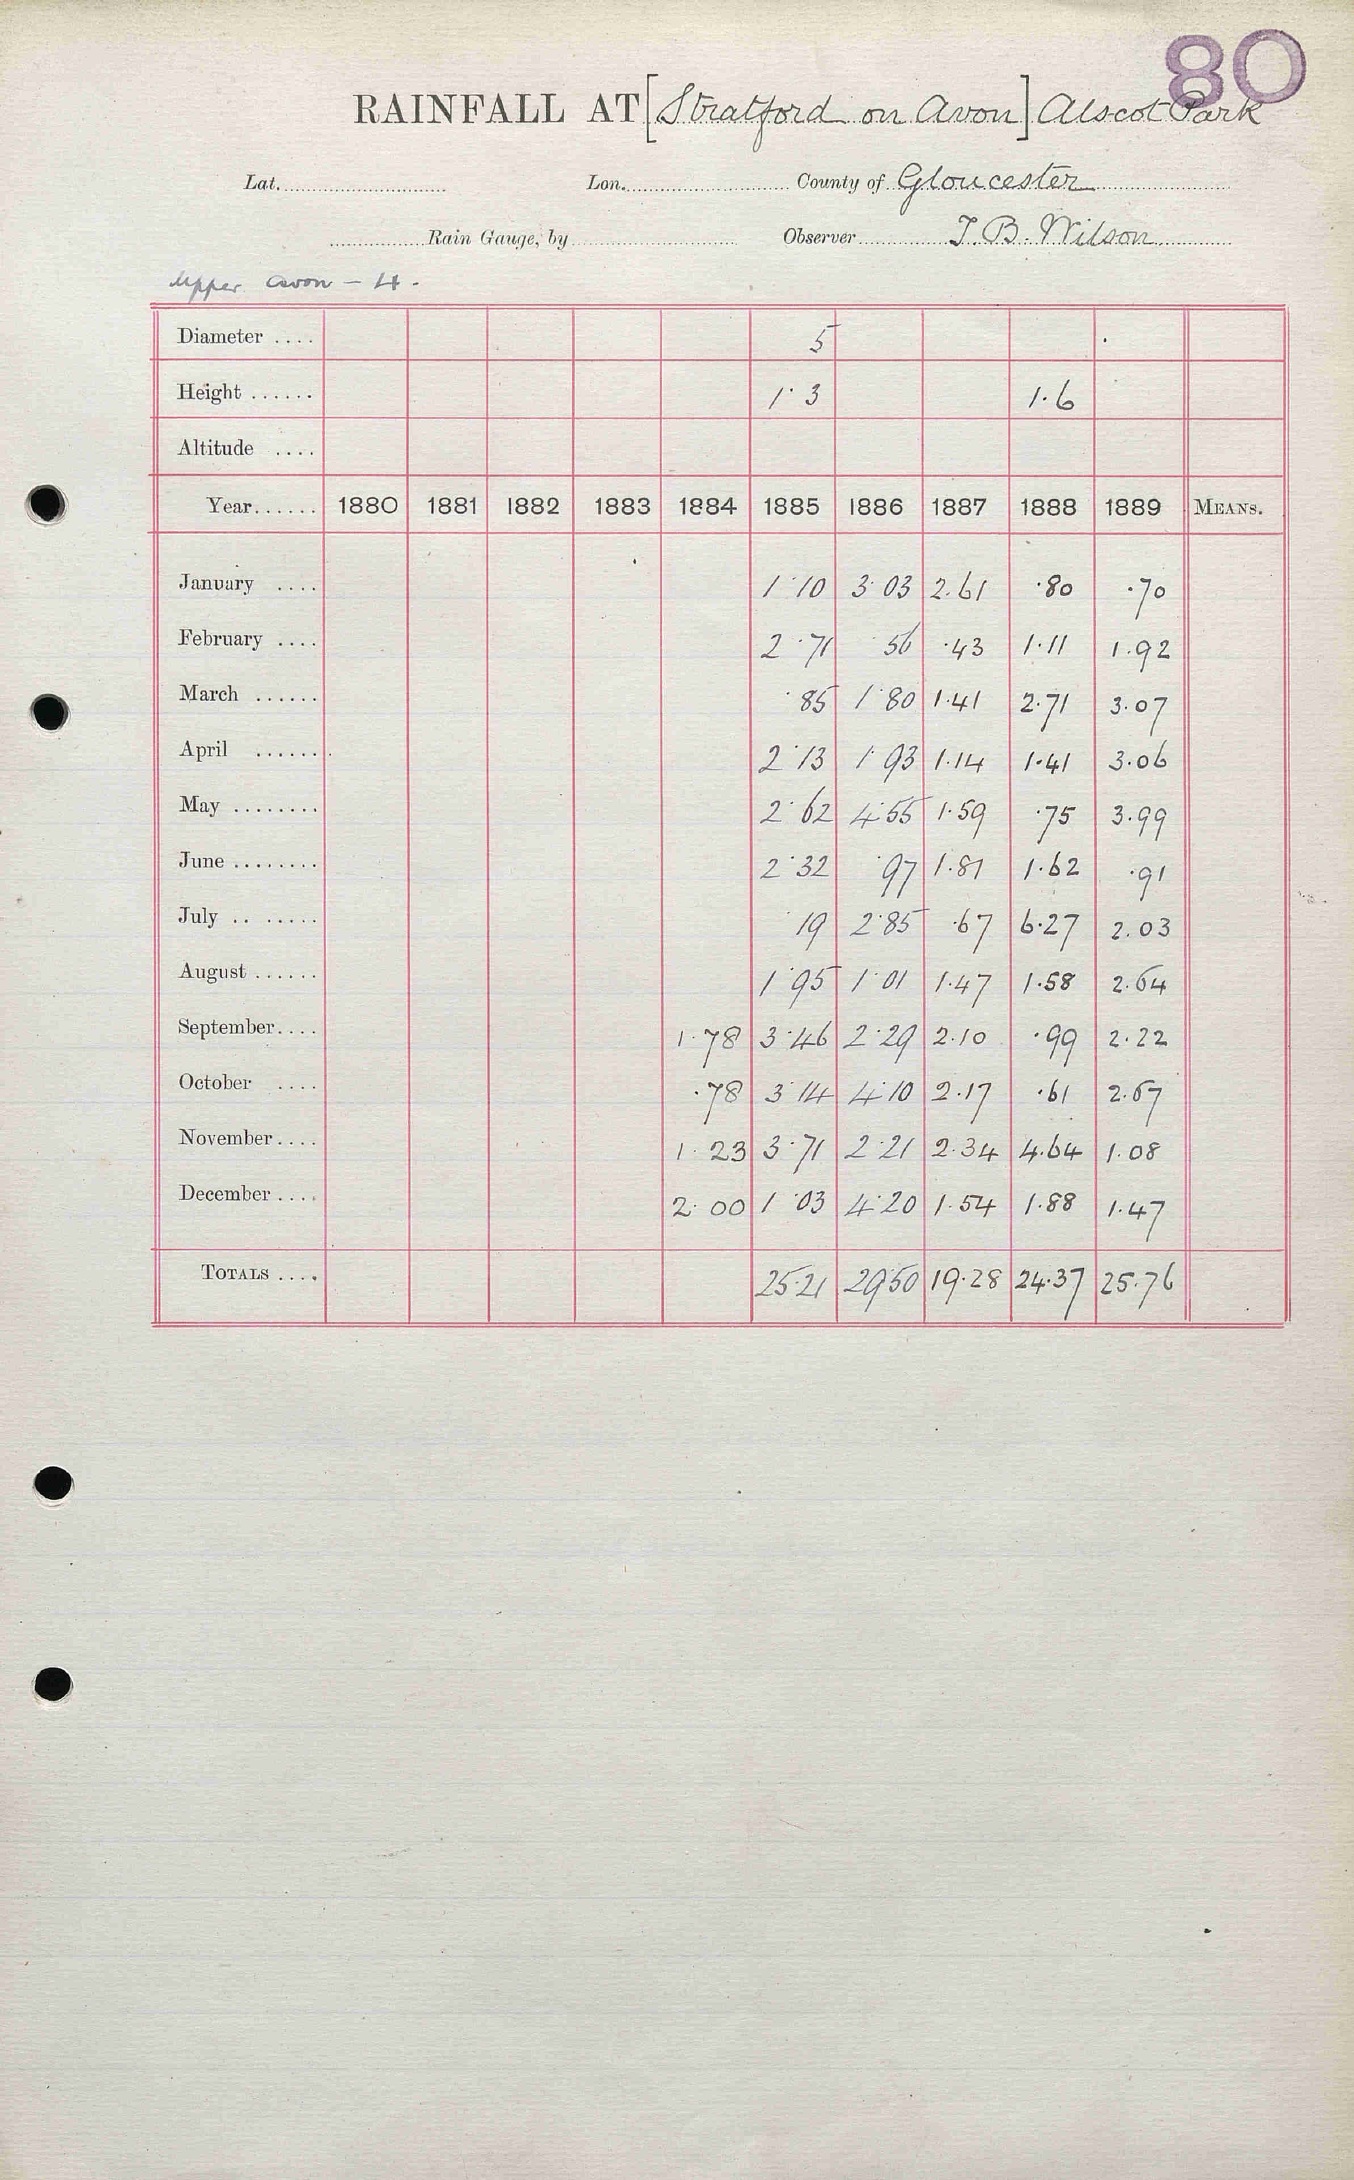 80
RAINFALL AT [Stratford on Avon] Alscot Park
Lat. Lon. County of Gloucester
Rain Gauge, by Observer T. B. Wilson
Upper Avon – 4.
Diameter .... 5
Height ...... 1·3 1·6
Altitude ....
Year...... 1880 1881 1882 1883 1884 1885 1886 1887 1888 1889 MEANS.
January .... 1·10 3·03 2.61 ·80 ·70
February .... 2·71 ·56 ·43 1·11 1.92
March ...... ·85 1·80 1·41 2·71 3·07
April ...... 2·13 1·93 1·14 1·41 3·06
May ........ 2·62 4·55 1·59 ·75 3·99
June ........ 2·32 ·97 1·81 1·62 ·91
July .. ..... ·19 2·85 ·67 6·27 2.03
August ...... 1·95 1·01 1·47 1·58 2·64
September.... 1·78 3·46 2·29 2.10 ·99 2·22
October .... ·78 3·14 4·10 2·17 ·61 2·67
November.... 1·23 3·71 2·21 2·34 4·64 1·08
December .... 2·00 1·03 4·20 1·54 1·88 1·47
TOTALS .... 25·21 29·50 19·28 24·37 25·76